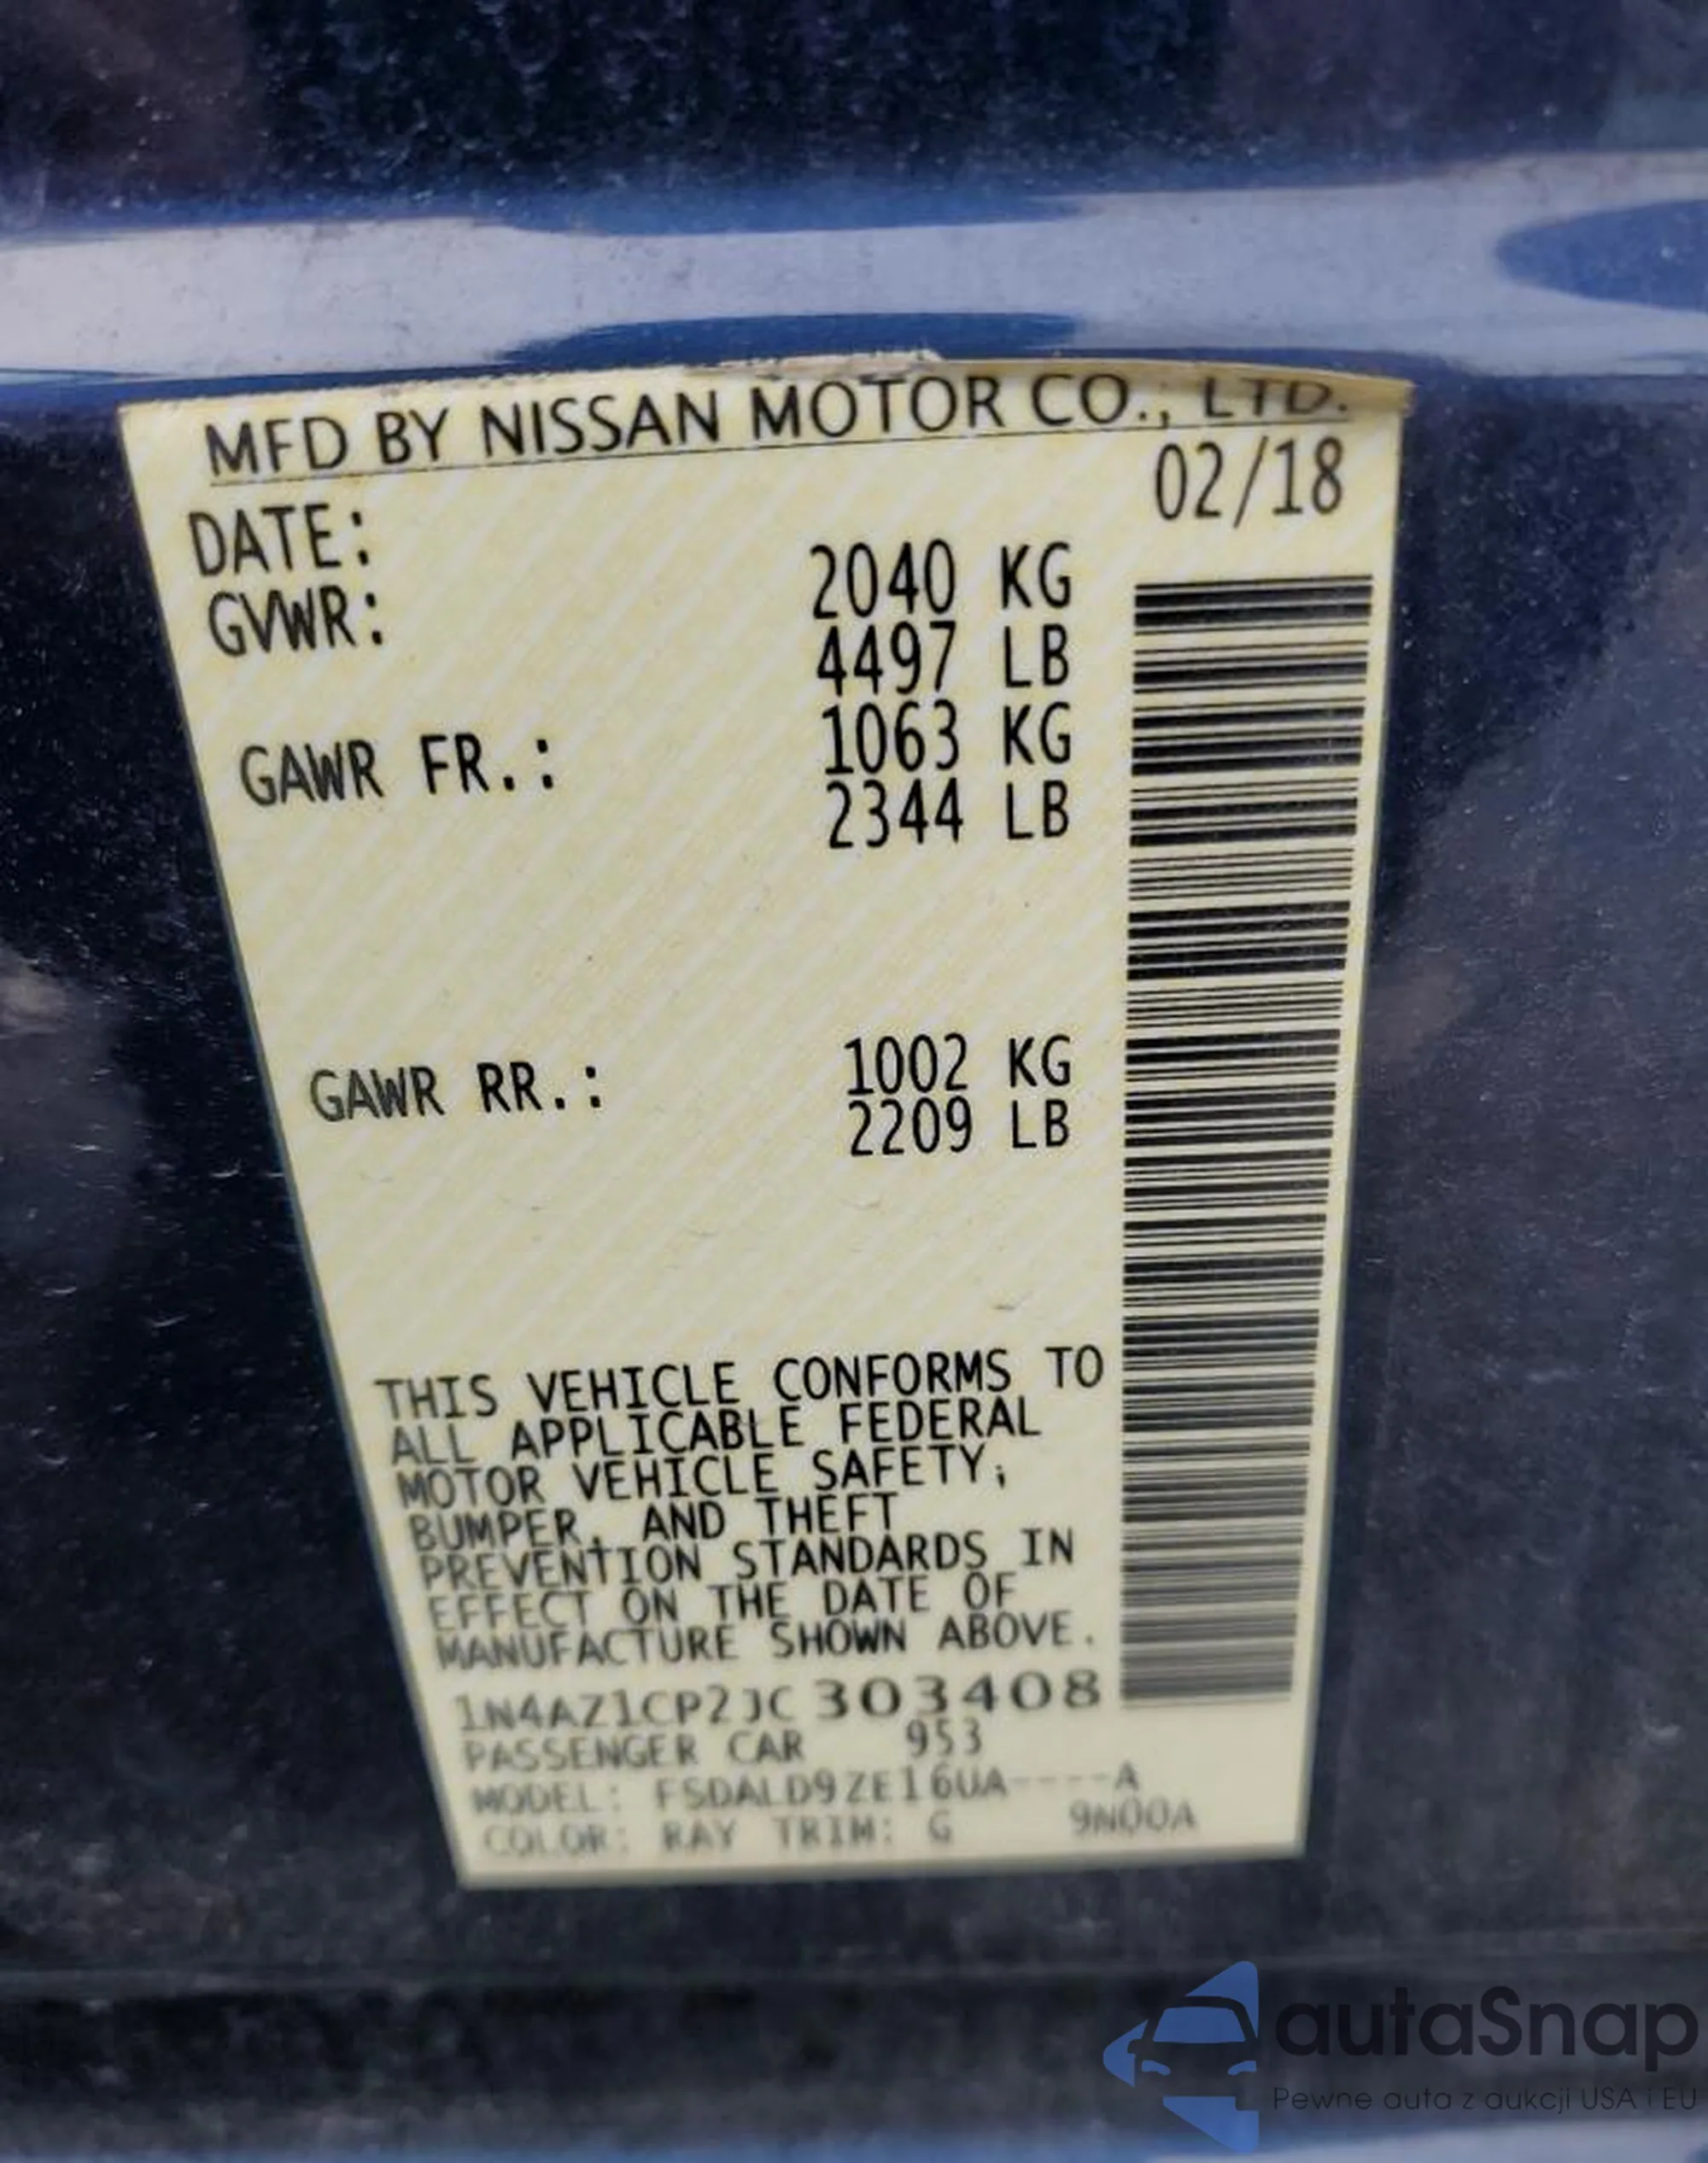 MFD BY NISSAN MOTOR CO., LTD.
DATE: 02/18
GVWR: 2040 KG
4497 LB
GAWR FR.: 1063 KG
2344 LB
GAWR RR.: 1002 KG
2209 LB
THIS VEHICLE CONFORMS TO
ALL APPLICABLE FEDERAL
MOTOR VEHICLE SAFETY,
BUMPER, AND THEFT
PREVENTION STANDARDS IN
EFFECT ON THE DATE OF
MANUFACTURE SHOWN ABOVE.
1N4AZ1CP2JC 303408
PASSENGER CAR 953
MODEL: FSDALD9ZE16UA----A
COLOR: RAY TRIM: G 9N00A
autaSnap
Pewne auta z aukcji USA i EU